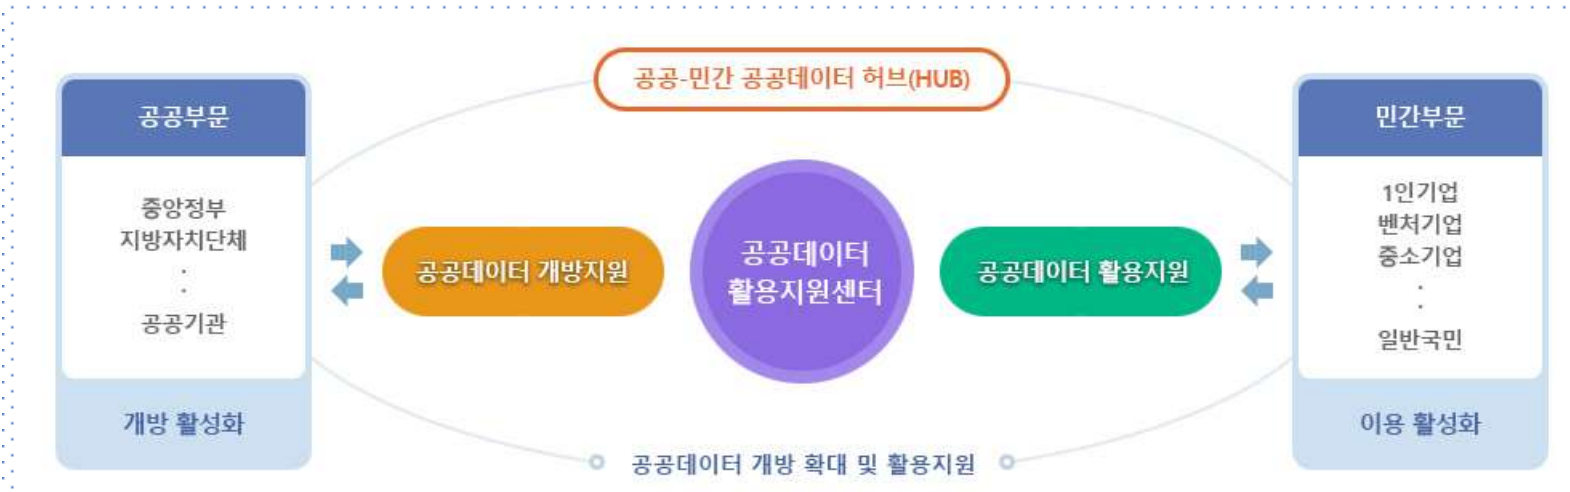 공공-민간 공공데이터 허브(HUB)
공공부문
중앙정부
지방자치단체
·
·
공공기관
개방 활성화
공공데이터 개방지원
공공데이터
활용지원센터
공공데이터 활용지원
민간부문
1인기업
벤처기업
중소기업
·
·
일반국민
이용 활성화
공공데이터 개방 확대 및 활용지원